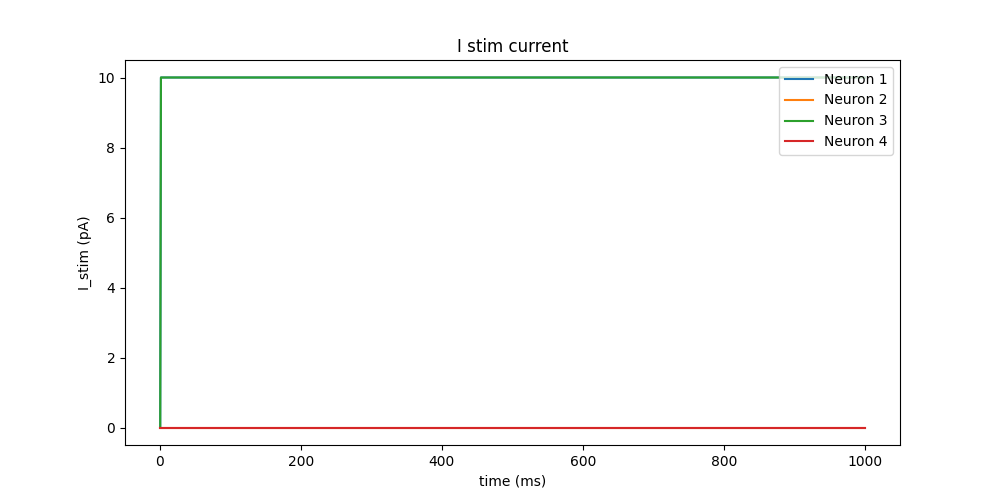 I stim current
10
8
6
4
2
0
I_stim (pA)
Neuron 1
Neuron 2
Neuron 3
Neuron 4
0 200 400 600 800 1000
time (ms)